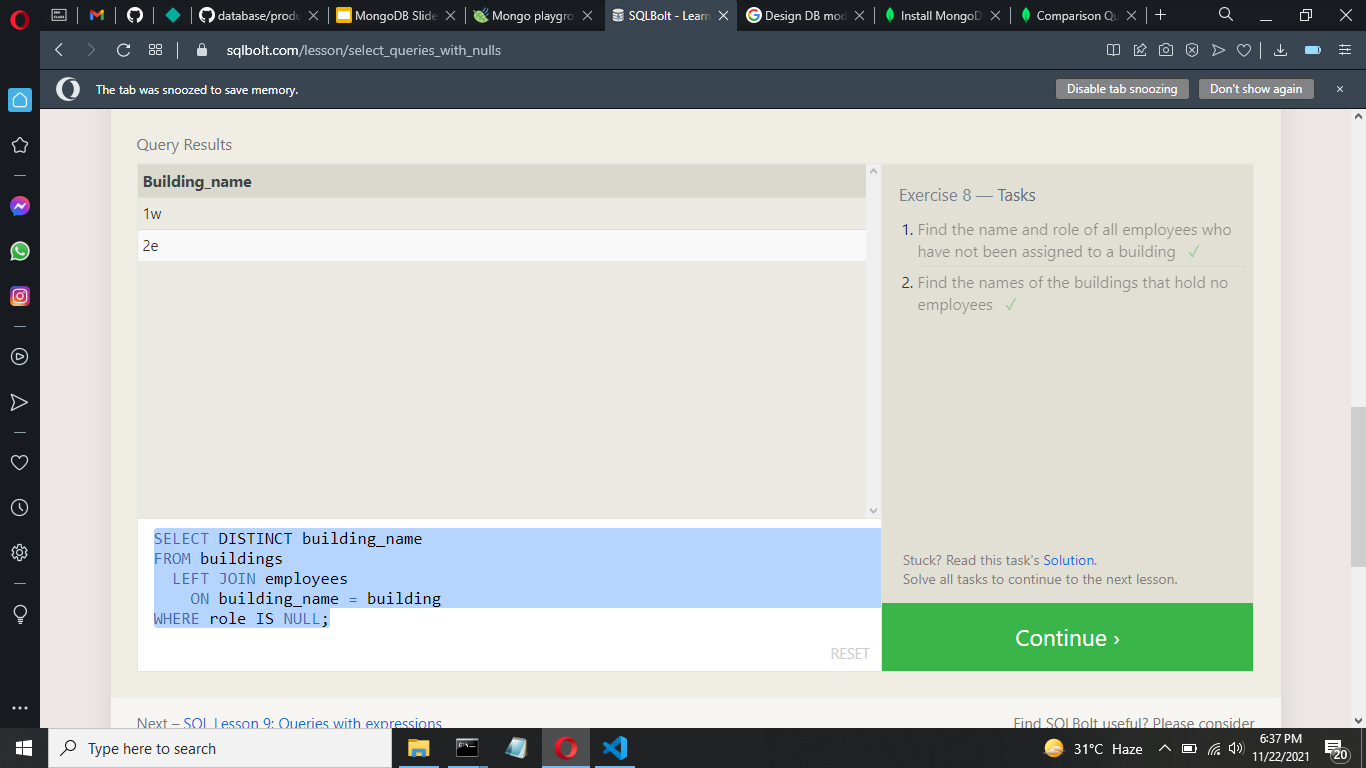 database/produ
MongoDB Slide
Mongo playgro
SQLBolt - Learn
Design DB mod
Install MongoD
Comparison Qu
sqlbolt.com/lesson/select_queries_with_nulls
The tab was snoozed to save memory.
Disable tab snoozing
Don't show again
Query Results
Building_name
1w
2e
Exercise 8 — Tasks
1. Find the name and role of all employees who
have not been assigned to a building ✓
2. Find the names of the buildings that hold no
employees ✓
SELECT DISTINCT building_name
FROM buildings
LEFT JOIN employees
ON building_name = building
WHERE role IS NULL;
RESET
Stuck? Read this task's Solution.
Solve all tasks to continue to the next lesson.
Continue ›
Next – SQL Lesson 9: Queries with expressions
Find SQLBolt useful? Please consider
Type here to search
31°C Haze
6:37 PM
11/22/2021
20